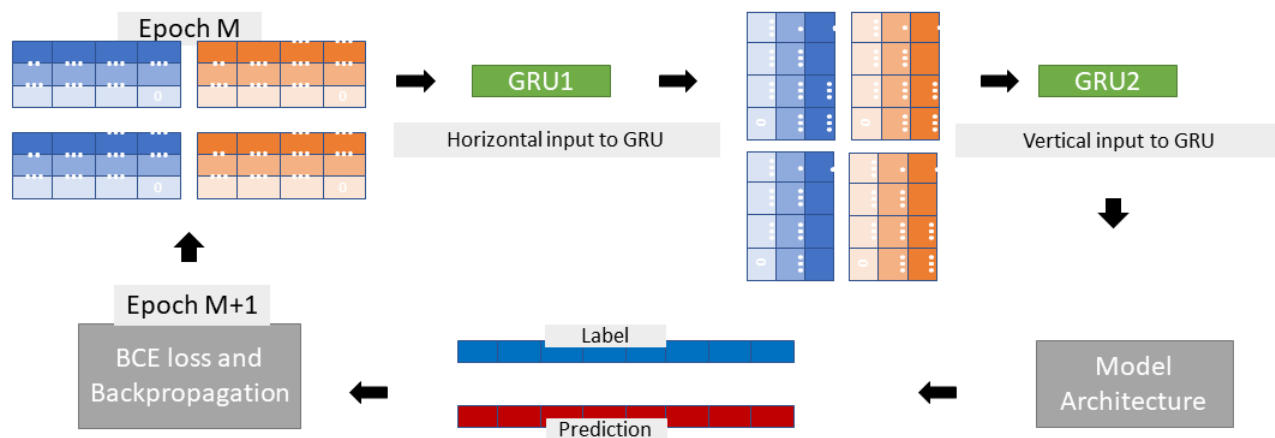 Epoch M
0
0
0
0
GRU1
Horizontal input to GRU
0
0
0
0
GRU2
Vertical input to GRU
Epoch M+1
BCE loss and
Backpropagation
Label
Prediction
Model
Architecture